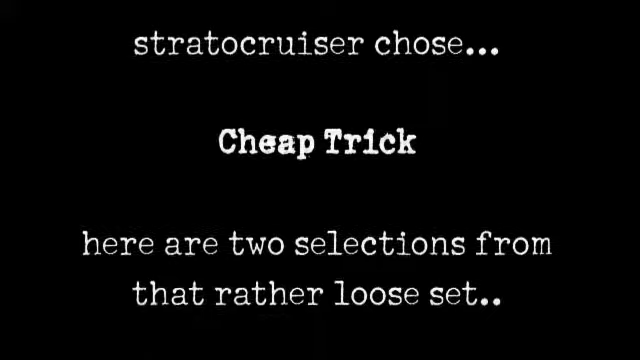 stratocruiser chose...
Cheap Trick
here are two selections from
that rather loose set..